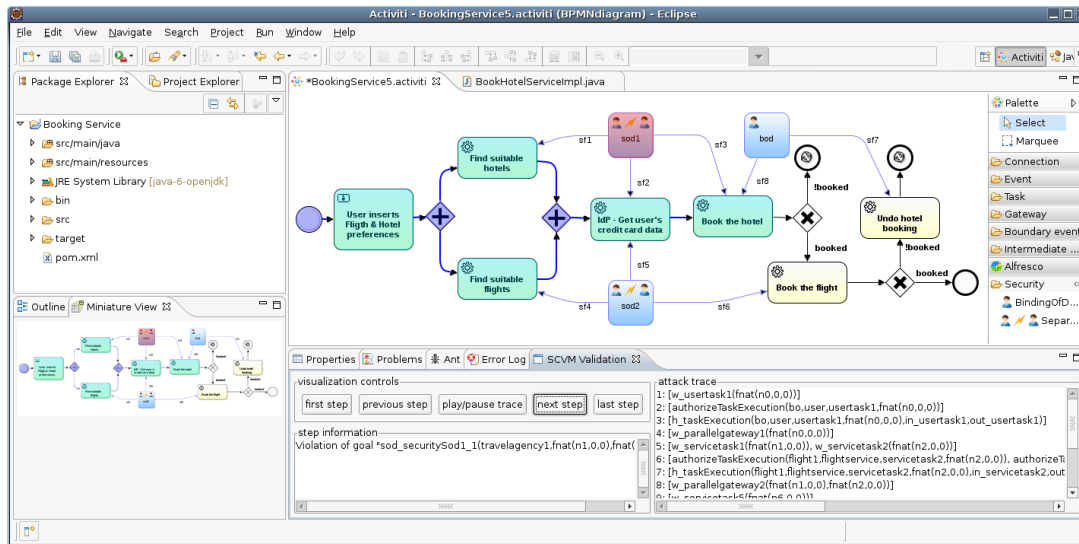 Activiti - BookingService5.activiti (BPMNdiagram) - Eclipse
File Edit View Navigate Search Project Run Window Help
Activiti
Jav
Package Explorer
Project Explorer
Booking Service
src/main/java
src/main/resources
JRE System Library [java-6-openjdk]
bin
src
target
pom.xml
Outline
Miniature View
*BookingService5.activiti
BookHotelServiceImpl.java
User inserts
Fligth & Hotel
preferences
Find suitable
hotels
Find suitable
flights
sf1
sod1
sf2
sf3
bod
sf7
sf8
IdP - Get user's
credit card data
Book the hotel
!booked
booked
Undo hotel
booking
!booked
booked
Book the flight
sf5
sf4
sod2
sf6
Palette
Select
Marquee
Connection
Event
Task
Gateway
Boundary event
Intermediate ...
Alfresco
Security
BindingOfD...
Separ...
Properties
Problems
Ant
Error Log
SCVM Validation
visualization controls
first step
previous step
play/pause trace
next step
last step
step information
Violation of goal "sod_securitySod1_1(travelagency1,fnat(n1,0,0),fnat(
attack trace
1: [w_usertask1(fnat(n0,0,0))]
2: [authorizeTaskExecution(bo,user,usertask1,fnat(n0,0,0))]
3: [h_taskExecution(bo,user,usertask1,fnat(n0,0,0),in_usertask1,out_usertask1)]
4: [w_parallelgateway1(fnat(n0,0,0))]
5: [w_servicetask1(fnat(n1,0,0)), w_servicetask2(fnat(n2,0,0))]
6: [authorizeTaskExecution(flight1,flightservice,servicetask2,fnat(n2,0,0)), authorizeTa
7: [h_taskExecution(flight1,flightservice,servicetask2,fnat(n2,0,0),in_servicetask2,out
8: [w_parallelgateway2(fnat(n1,0,0),fnat(n2,0,0))]
9: [w_servicetask5(fnat(n6,0,0))]